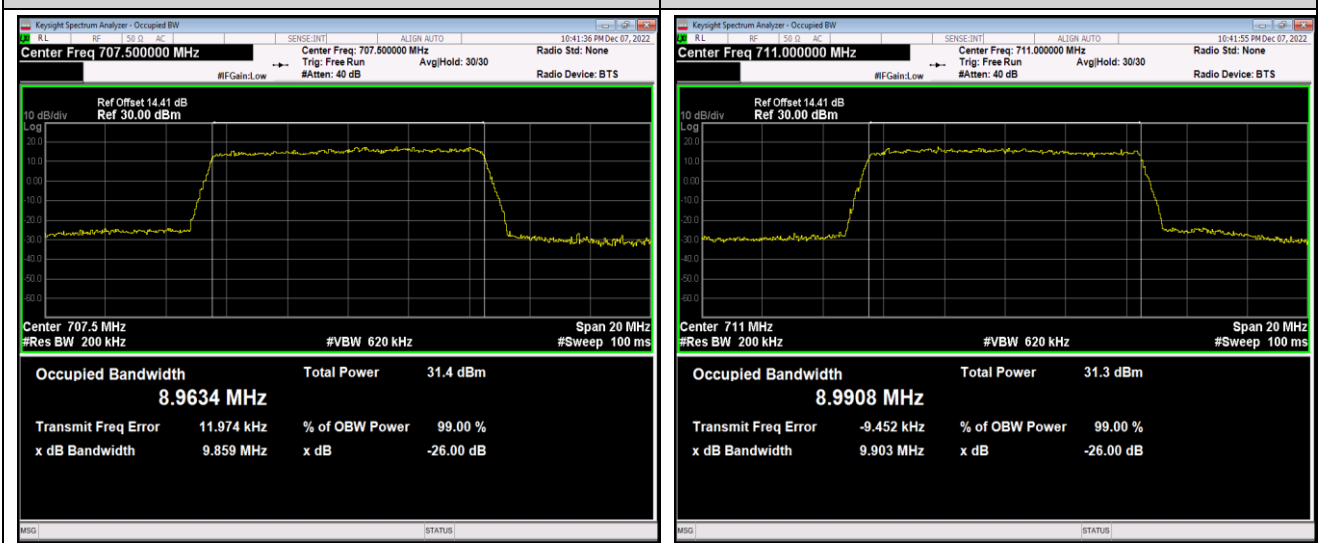 Keysight Spectrum Analyzer - Occupied BW
RL RF 50 Ω AC SENSE:INT ALIGN AUTO 10:41:36 PM Dec 07, 2022
Center Freq 707.500000 MHz Center Freq: 707.500000 MHz Radio Std: None
Trig: Free Run Avg|Hold: 30/30
#IFGain:Low #Atten: 40 dB Radio Device: BTS
Ref Offset 14.41 dB
10 dB/div Ref 30.00 dBm
Log
20.0
10.0
0.00
-10.0
-20.0
-30.0
-40.0
-50.0
-60.0
Center 707.5 MHz Span 20 MHz
#Res BW 200 kHz #VBW 620 kHz #Sweep 100 ms
Occupied Bandwidth Total Power 31.4 dBm
8.9634 MHz
Transmit Freq Error 11.974 kHz % of OBW Power 99.00 %
x dB Bandwidth 9.859 MHz x dB -26.00 dB
MSG STATUS
Keysight Spectrum Analyzer - Occupied BW
RL RF 50 Ω AC SENSE:INT ALIGN AUTO 10:41:55 PM Dec 07, 2022
Center Freq 711.000000 MHz Center Freq: 711.000000 MHz Radio Std: None
Trig: Free Run Avg|Hold: 30/30
#IFGain:Low #Atten: 40 dB Radio Device: BTS
Ref Offset 14.41 dB
10 dB/div Ref 30.00 dBm
Log
20.0
10.0
0.00
-10.0
-20.0
-30.0
-40.0
-50.0
-60.0
Center 711 MHz Span 20 MHz
#Res BW 200 kHz #VBW 620 kHz #Sweep 100 ms
Occupied Bandwidth Total Power 31.3 dBm
8.9908 MHz
Transmit Freq Error -9.452 kHz % of OBW Power 99.00 %
x dB Bandwidth 9.903 MHz x dB -26.00 dB
MSG STATUS